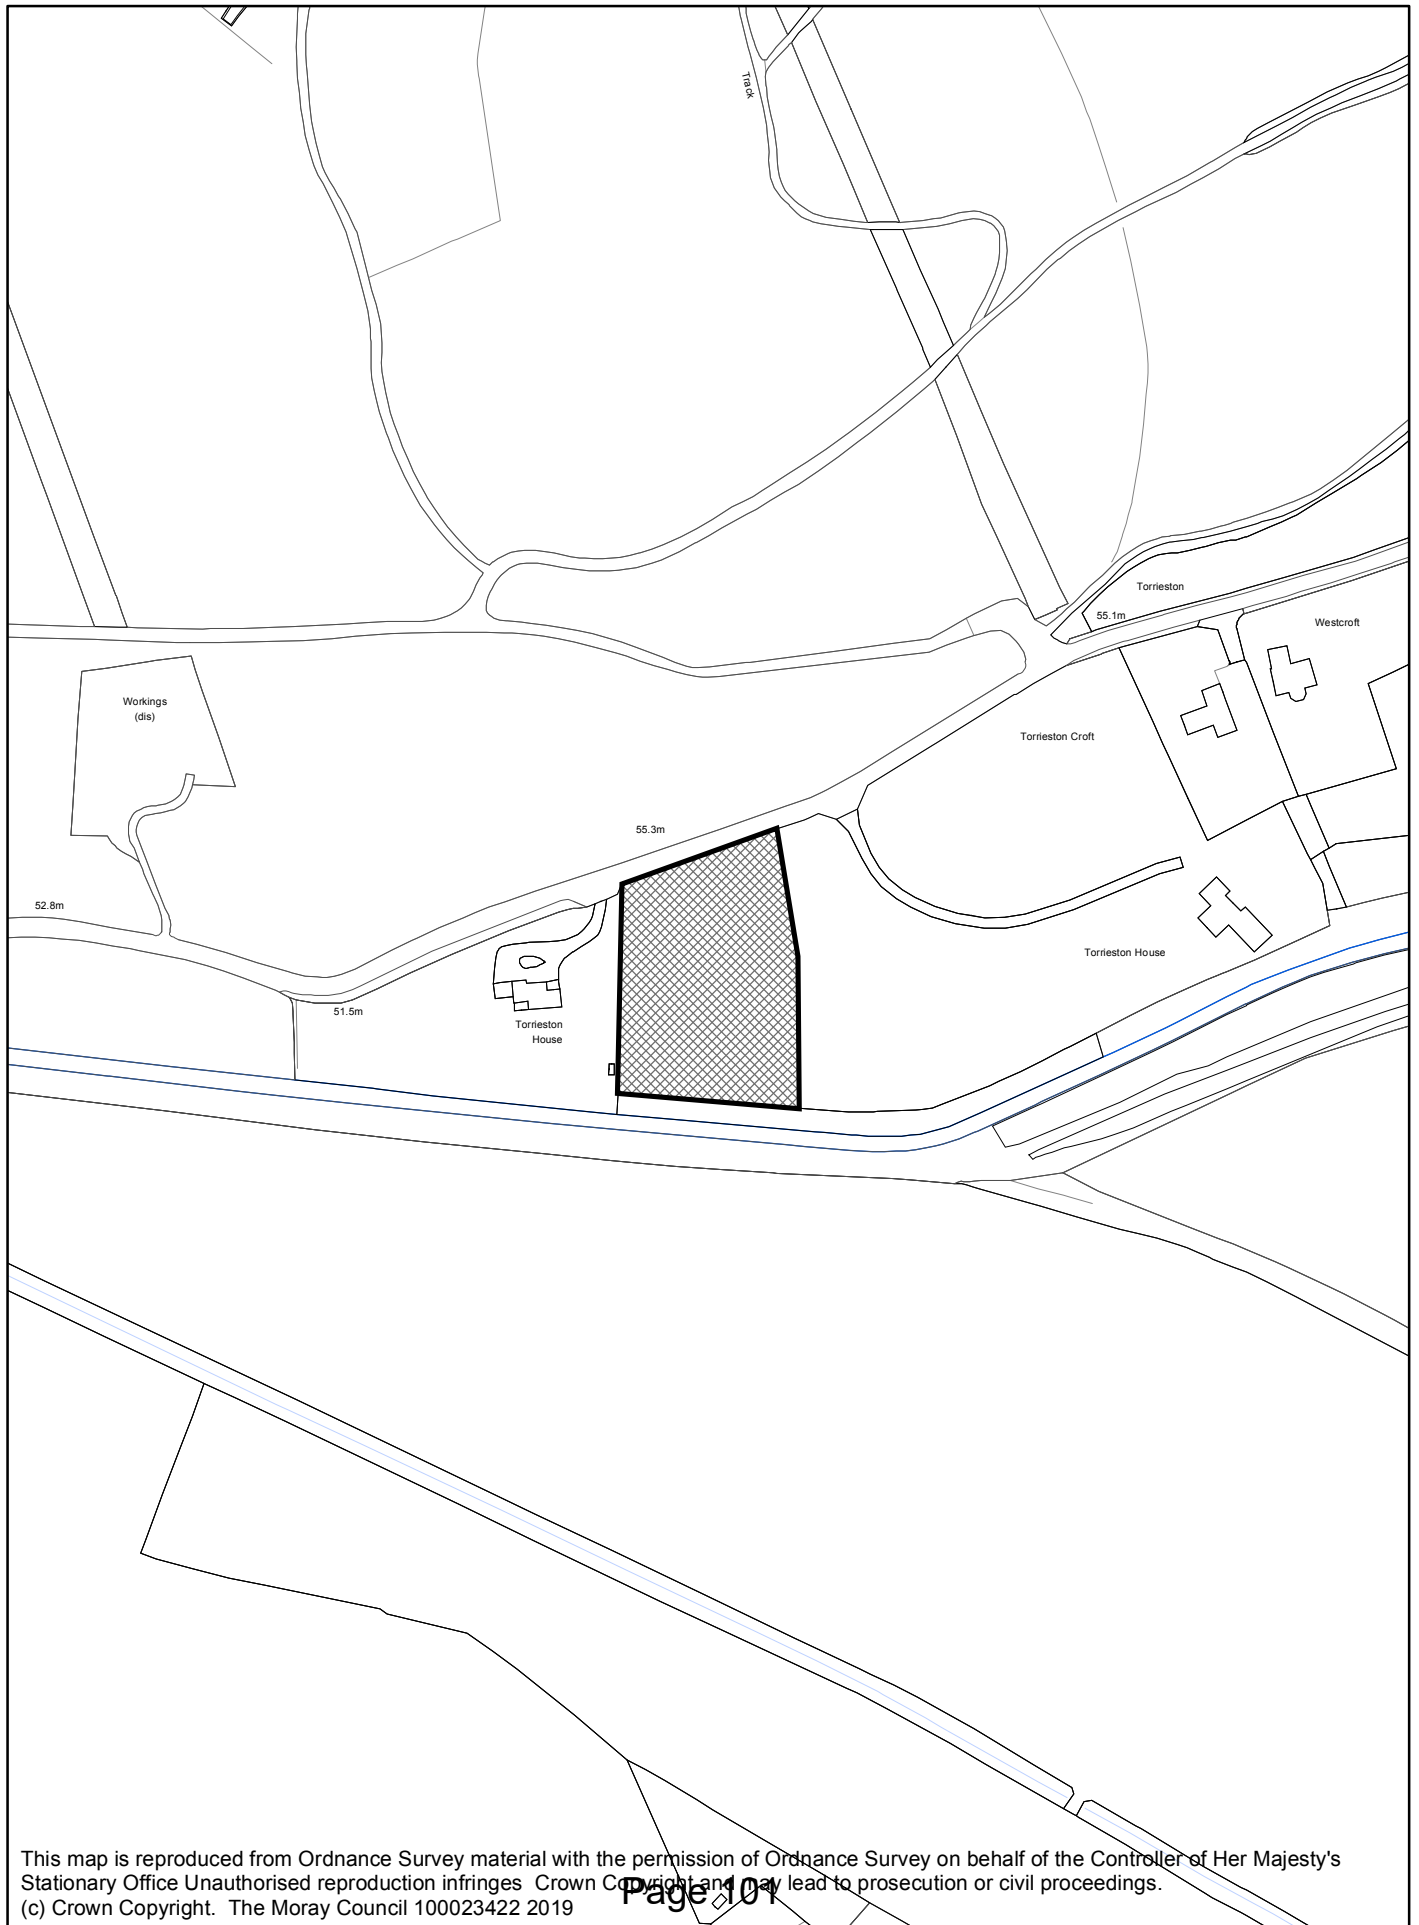 Track
Torrieston
55.1m
Westcroft
Workings
(dis)
Torrieston Croft
55.3m
52.8m
Torrieston House
51.5m
Torrieston
House
This map is reproduced from Ordnance Survey material with the permission of Ordnance Survey on behalf of the Controller of Her Majesty's
Stationary Office Unauthorised reproduction infringes Crown Copyright and may lead to prosecution or civil proceedings.
Page 101
(c) Crown Copyright. The Moray Council 100023422 2019